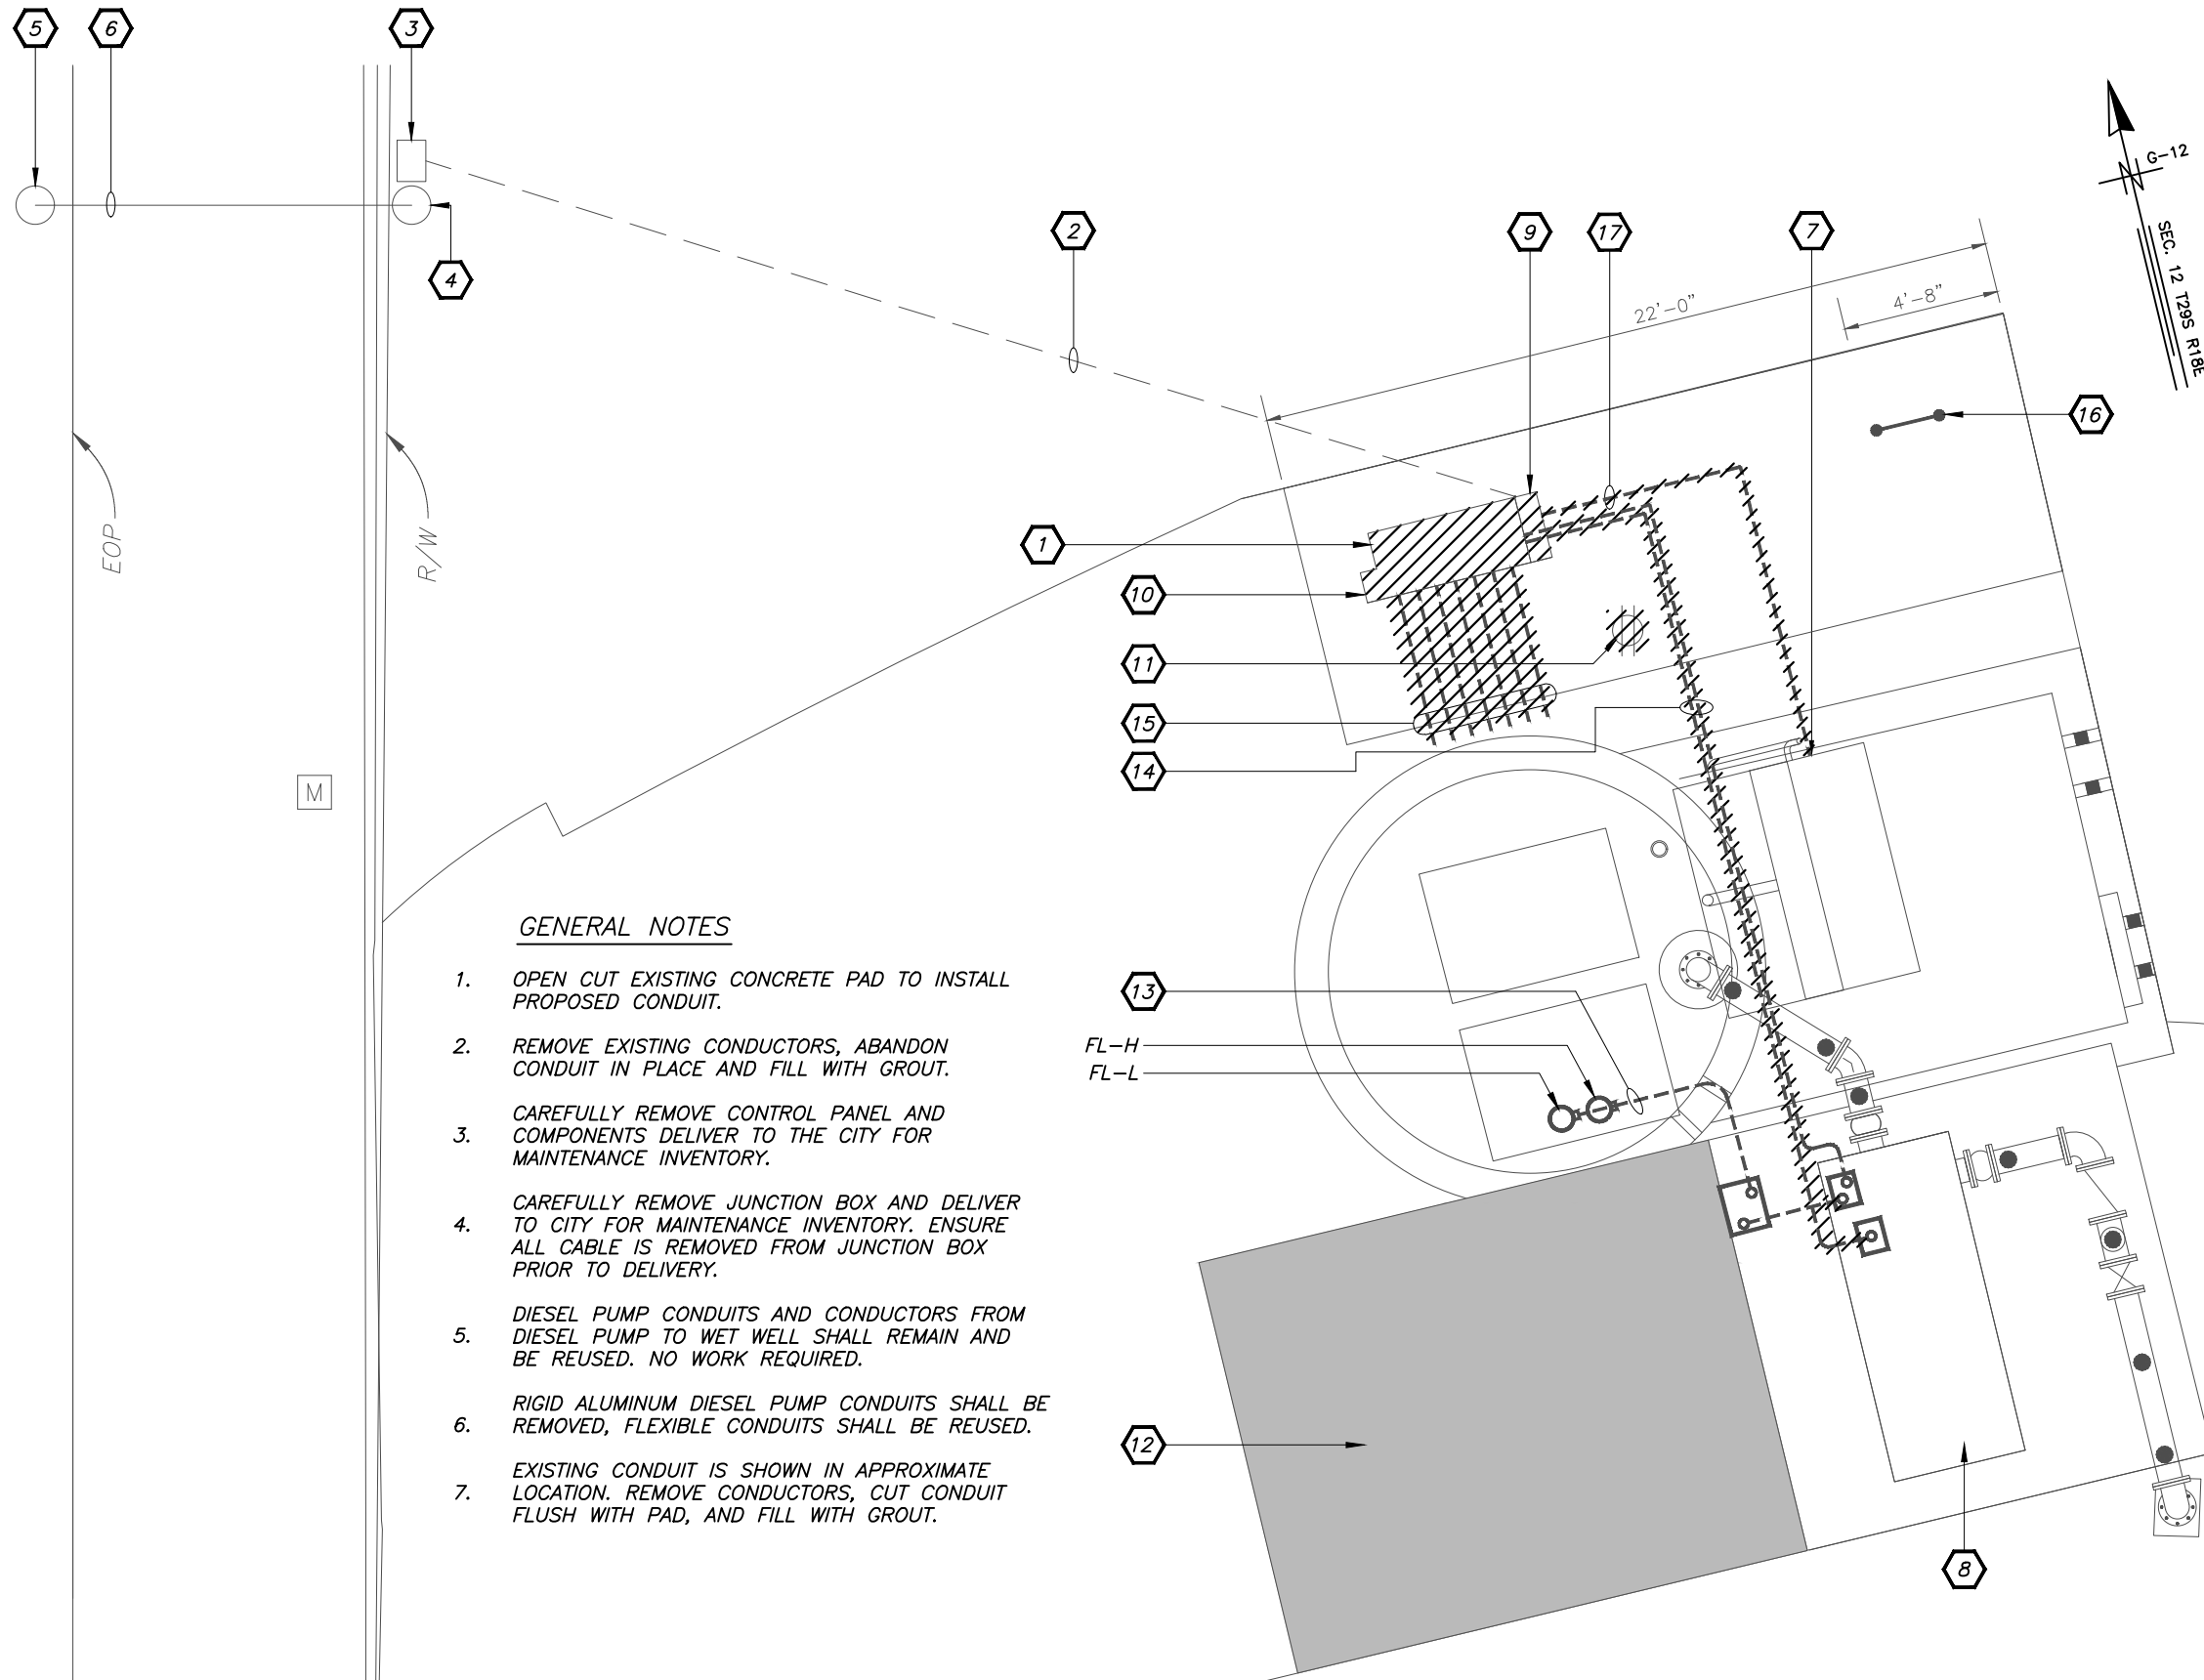 5
6
3
4
2
9
17
7
G-12
SEC. 12 T29S R18E
22'-0"
4'-8"
16
EOP
R/W
1
10
11
15
14
M
GENERAL NOTES
1. OPEN CUT EXISTING CONCRETE PAD TO INSTALL
PROPOSED CONDUIT.
2. REMOVE EXISTING CONDUCTORS, ABANDON
CONDUIT IN PLACE AND FILL WITH GROUT.
CAREFULLY REMOVE CONTROL PANEL AND
3. COMPONENTS DELIVER TO THE CITY FOR
MAINTENANCE INVENTORY.
CAREFULLY REMOVE JUNCTION BOX AND DELIVER
4. TO CITY FOR MAINTENANCE INVENTORY. ENSURE
ALL CABLE IS REMOVED FROM JUNCTION BOX
PRIOR TO DELIVERY.
DIESEL PUMP CONDUITS AND CONDUCTORS FROM
5. DIESEL PUMP TO WET WELL SHALL REMAIN AND
BE REUSED. NO WORK REQUIRED.
RIGID ALUMINUM DIESEL PUMP CONDUITS SHALL BE
6. REMOVED, FLEXIBLE CONDUITS SHALL BE REUSED.
EXISTING CONDUIT IS SHOWN IN APPROXIMATE
7. LOCATION. REMOVE CONDUCTORS, CUT CONDUIT
FLUSH WITH PAD, AND FILL WITH GROUT.
13
FL-H
FL-L
12
8